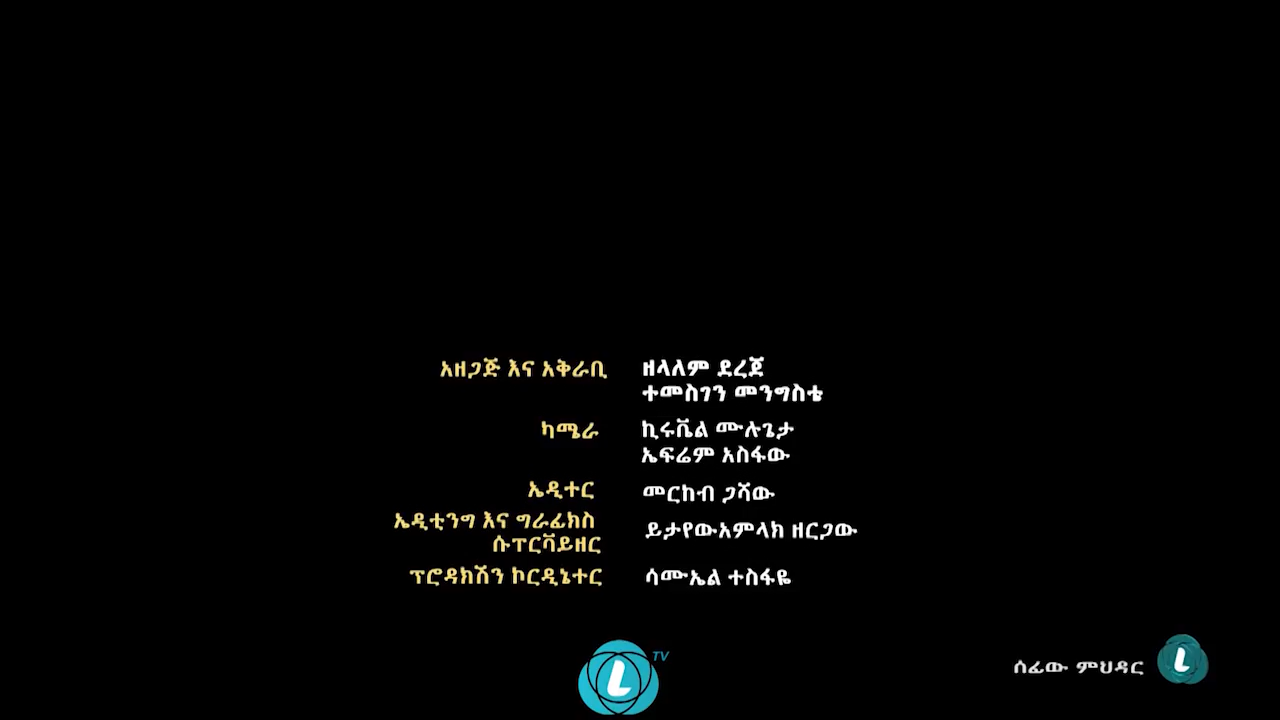 አዘጋጅ እና አቅራቢ ዘላለም ደረጀ
ተመስገን መንግስቴ
ካሜራ ኪሩቤል ሙሉጌታ
ኤፍሬም አስፋው
ኤዲተር መርከብ ጋሻው
ኤዲቲንግ እና ግራፊክስ
ሱፐርቫይዘር ይታየውአምላክ ዘርጋው
ፕሮዳክሽን ኮርዲኔተር ሳሙኤል ተስፋዬ
L TV
ሰፊው ምህዳር L